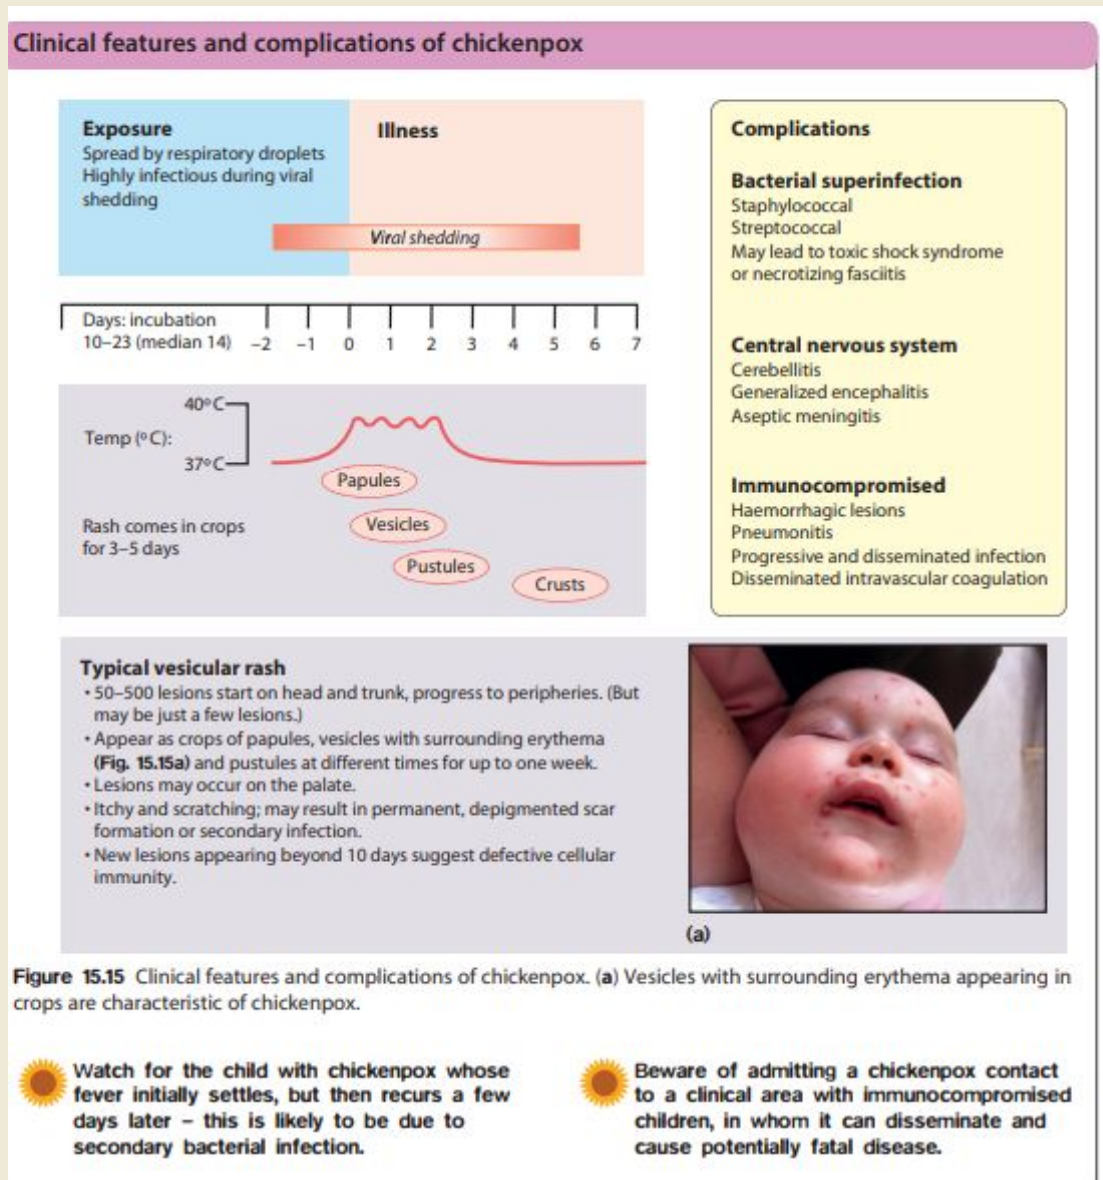 Clinical features and complications of chickenpox
Exposure
Spread by respiratory droplets
Highly infectious during viral
shedding
Illness
Viral shedding
Days: incubation
10–23 (median 14)
–2 –1 0 1 2 3 4 5 6 7
40°C
Temp (°C):
37°C
Papules
Rash comes in crops
for 3–5 days
Vesicles
Pustules
Crusts
Complications
Bacterial superinfection
Staphylococcal
Streptococcal
May lead to toxic shock syndrome
or necrotizing fasciitis
Central nervous system
Cerebellitis
Generalized encephalitis
Aseptic meningitis
Immunocompromised
Haemorrhagic lesions
Pneumonitis
Progressive and disseminated infection
Disseminated intravascular coagulation
Typical vesicular rash
• 50–500 lesions start on head and trunk, progress to peripheries. (But
may be just a few lesions.)
• Appear as crops of papules, vesicles with surrounding erythema
(Fig. 15.15a) and pustules at different times for up to one week.
• Lesions may occur on the palate.
• Itchy and scratching; may result in permanent, depigmented scar
formation or secondary infection.
• New lesions appearing beyond 10 days suggest defective cellular
immunity.
(a)
Figure 15.15 Clinical features and complications of chickenpox. (a) Vesicles with surrounding erythema appearing in
crops are characteristic of chickenpox.
Watch for the child with chickenpox whose
fever initially settles, but then recurs a few
days later – this is likely to be due to
secondary bacterial infection.
Beware of admitting a chickenpox contact
to a clinical area with immunocompromised
children, in whom it can disseminate and
cause potentially fatal disease.